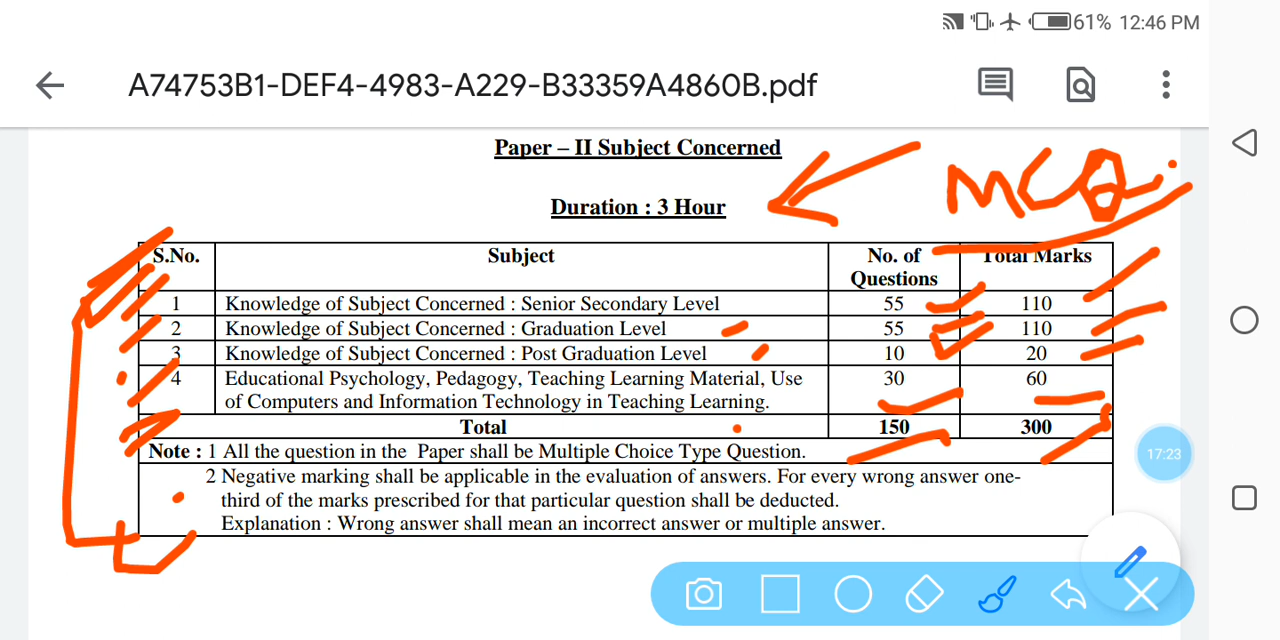 61% 12:46 PM
A74753B1-DEF4-4983-A229-B33359A4860B.pdf
Paper – II Subject Concerned
MCQ
Duration : 3 Hour
S.No. Subject No. of Questions Total Marks
1 Knowledge of Subject Concerned : Senior Secondary Level 55 110
2 Knowledge of Subject Concerned : Graduation Level 55 110
3 Knowledge of Subject Concerned : Post Graduation Level 10 20
4 Educational Psychology, Pedagogy, Teaching Learning Material, Use 30 60
of Computers and Information Technology in Teaching Learning.
Total 150 300
Note : 1 All the question in the Paper shall be Multiple Choice Type Question.
17:23
2 Negative marking shall be applicable in the evaluation of answers. For every wrong answer one-
third of the marks prescribed for that particular question shall be deducted.
Explanation : Wrong answer shall mean an incorrect answer or multiple answer.